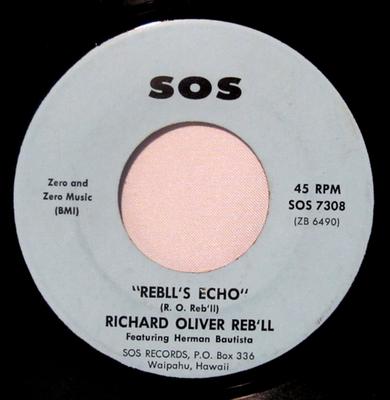 SOS
Zero and
Zero Music
(BMI)
45 RPM
SOS 7308
(ZB 6490)
"REBLL'S ECHO"
(R. O. Reb'll)
RICHARD OLIVER REB'LL
Featuring Herman Bautista
SOS RECORDS, P.O. Box 336
Waipahu, Hawaii